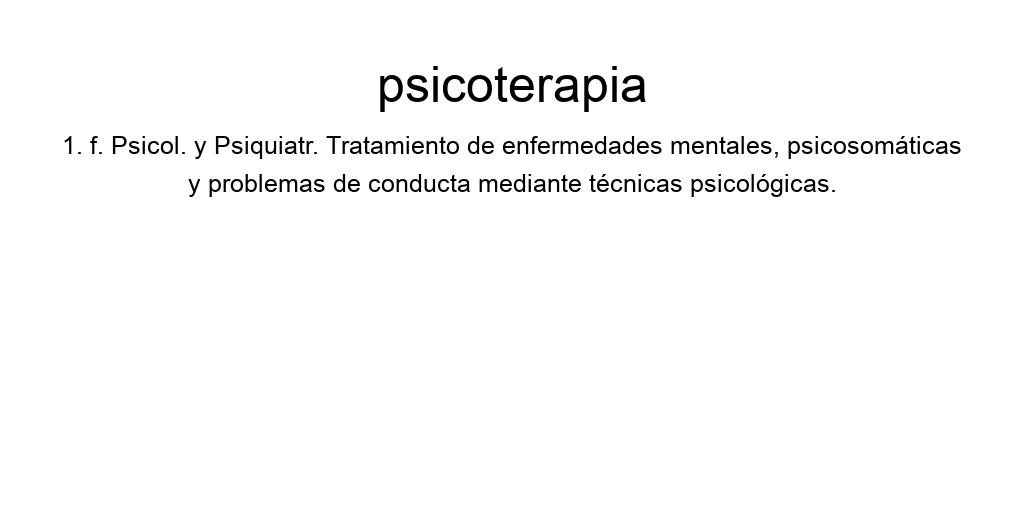 psicoterapia
1. f. Psicol. y Psiquiatr. Tratamiento de enfermedades mentales, psicosomáticas
y problemas de conducta mediante técnicas psicológicas.